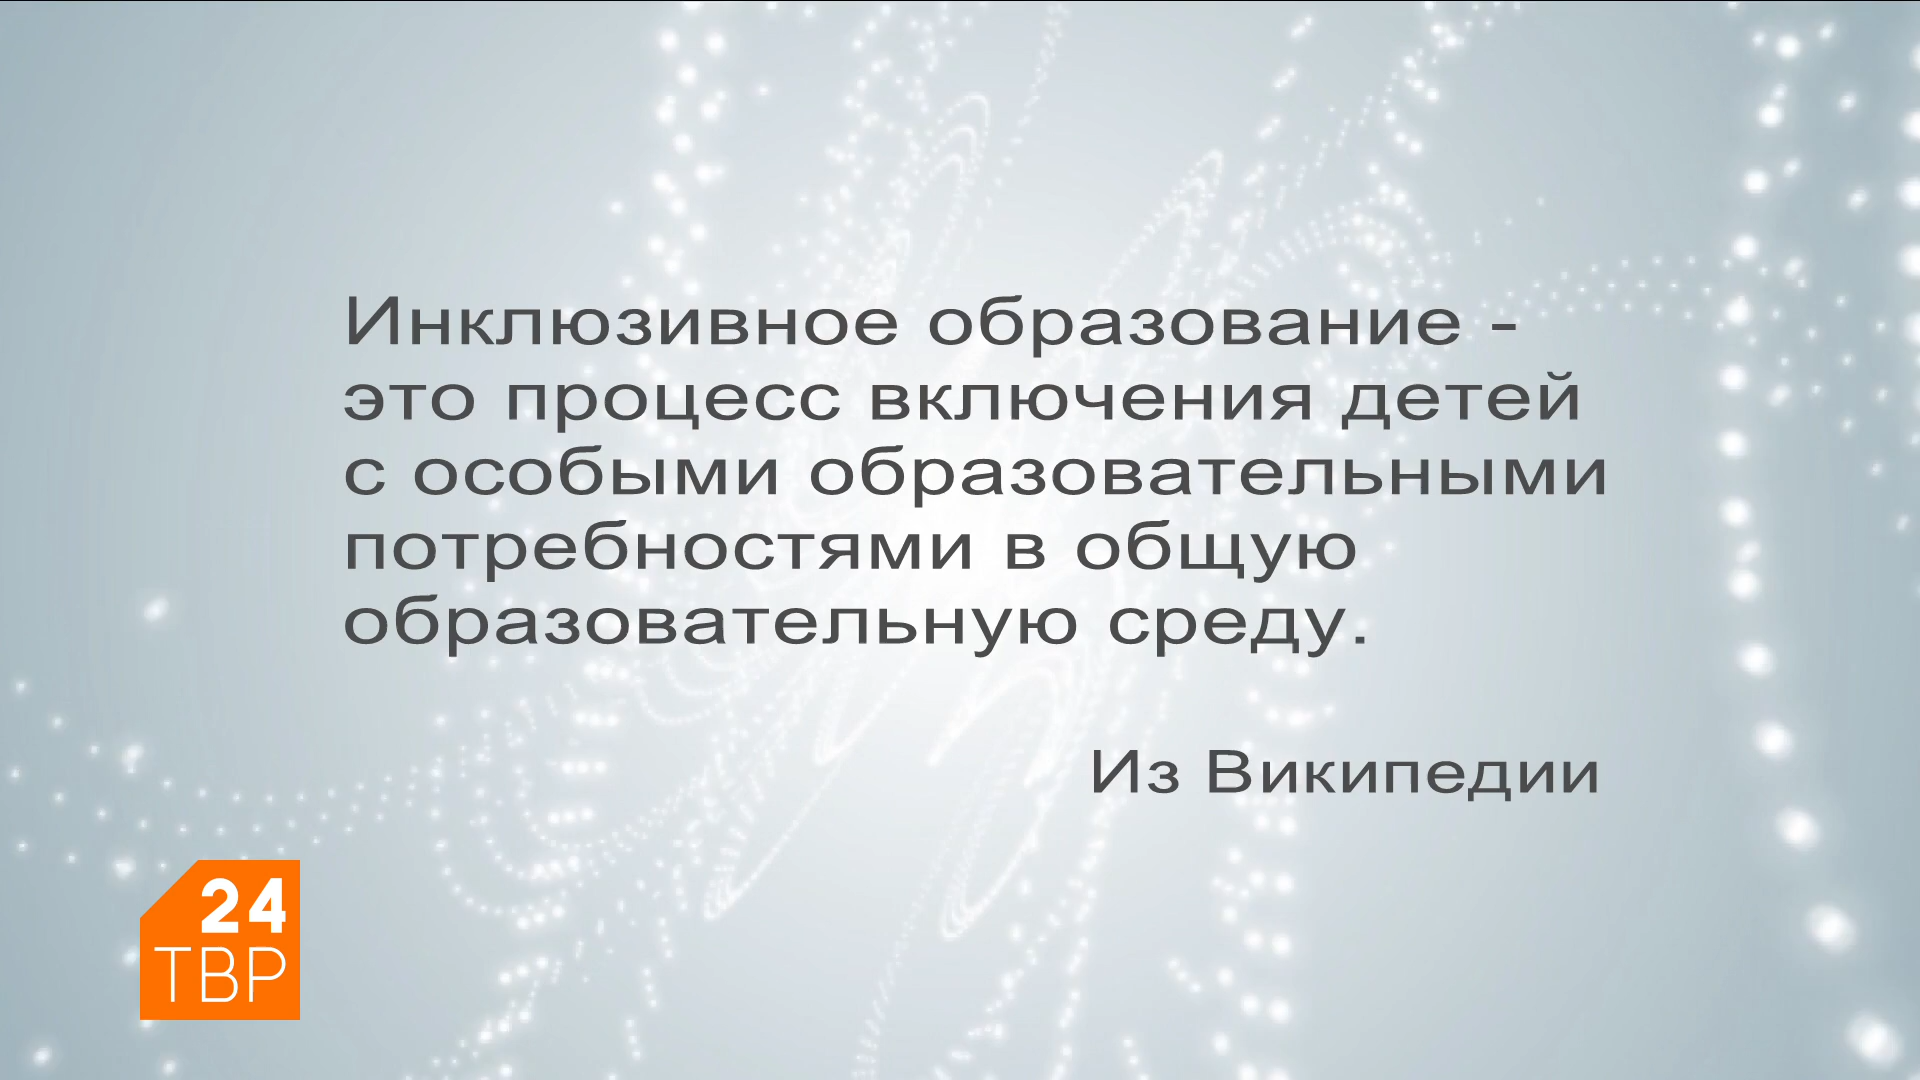 Инклюзивное образование -
это процесс включения детей
с особыми образовательными
потребностями в общую
образовательную среду.
Из Википедии
24
ТВР